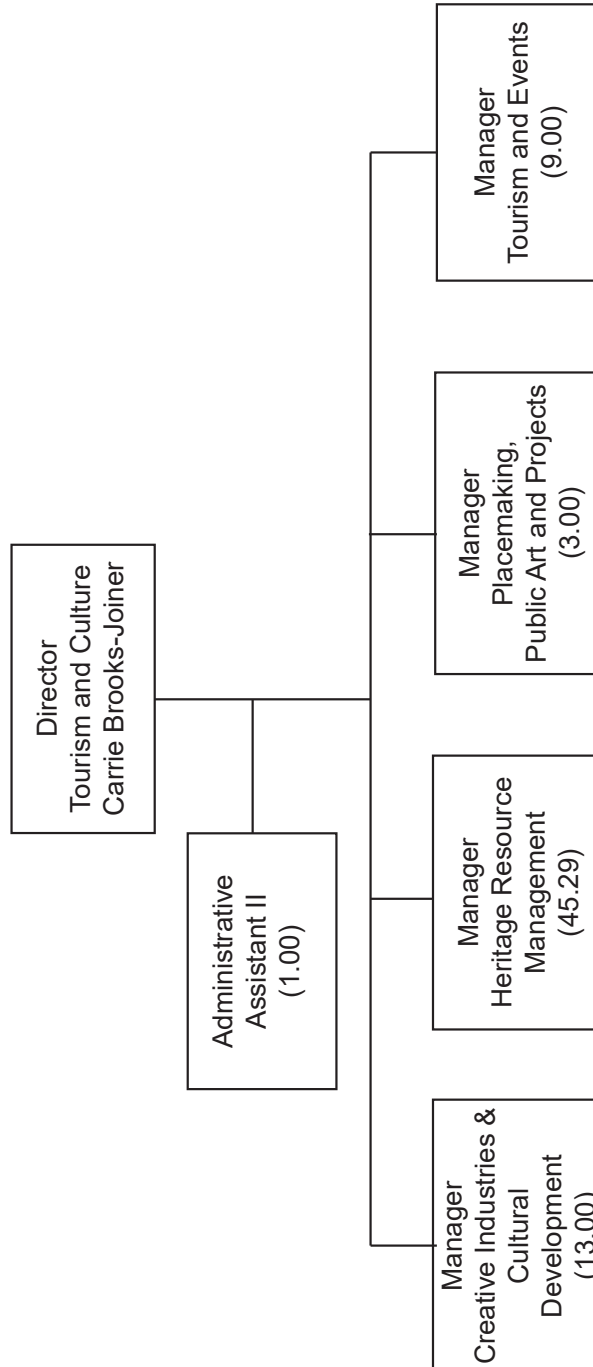 Director
Tourism and Culture
Carrie Brooks-Joiner
Administrative
Assistant II
(1.00)
Manager
Creative Industries &
Cultural
Development
(13.00)
Manager
Heritage Resource
Management
(45.29)
Manager
Placemaking,
Public Art and Projects
(3.00)
Manager
Tourism and Events
(9.00)